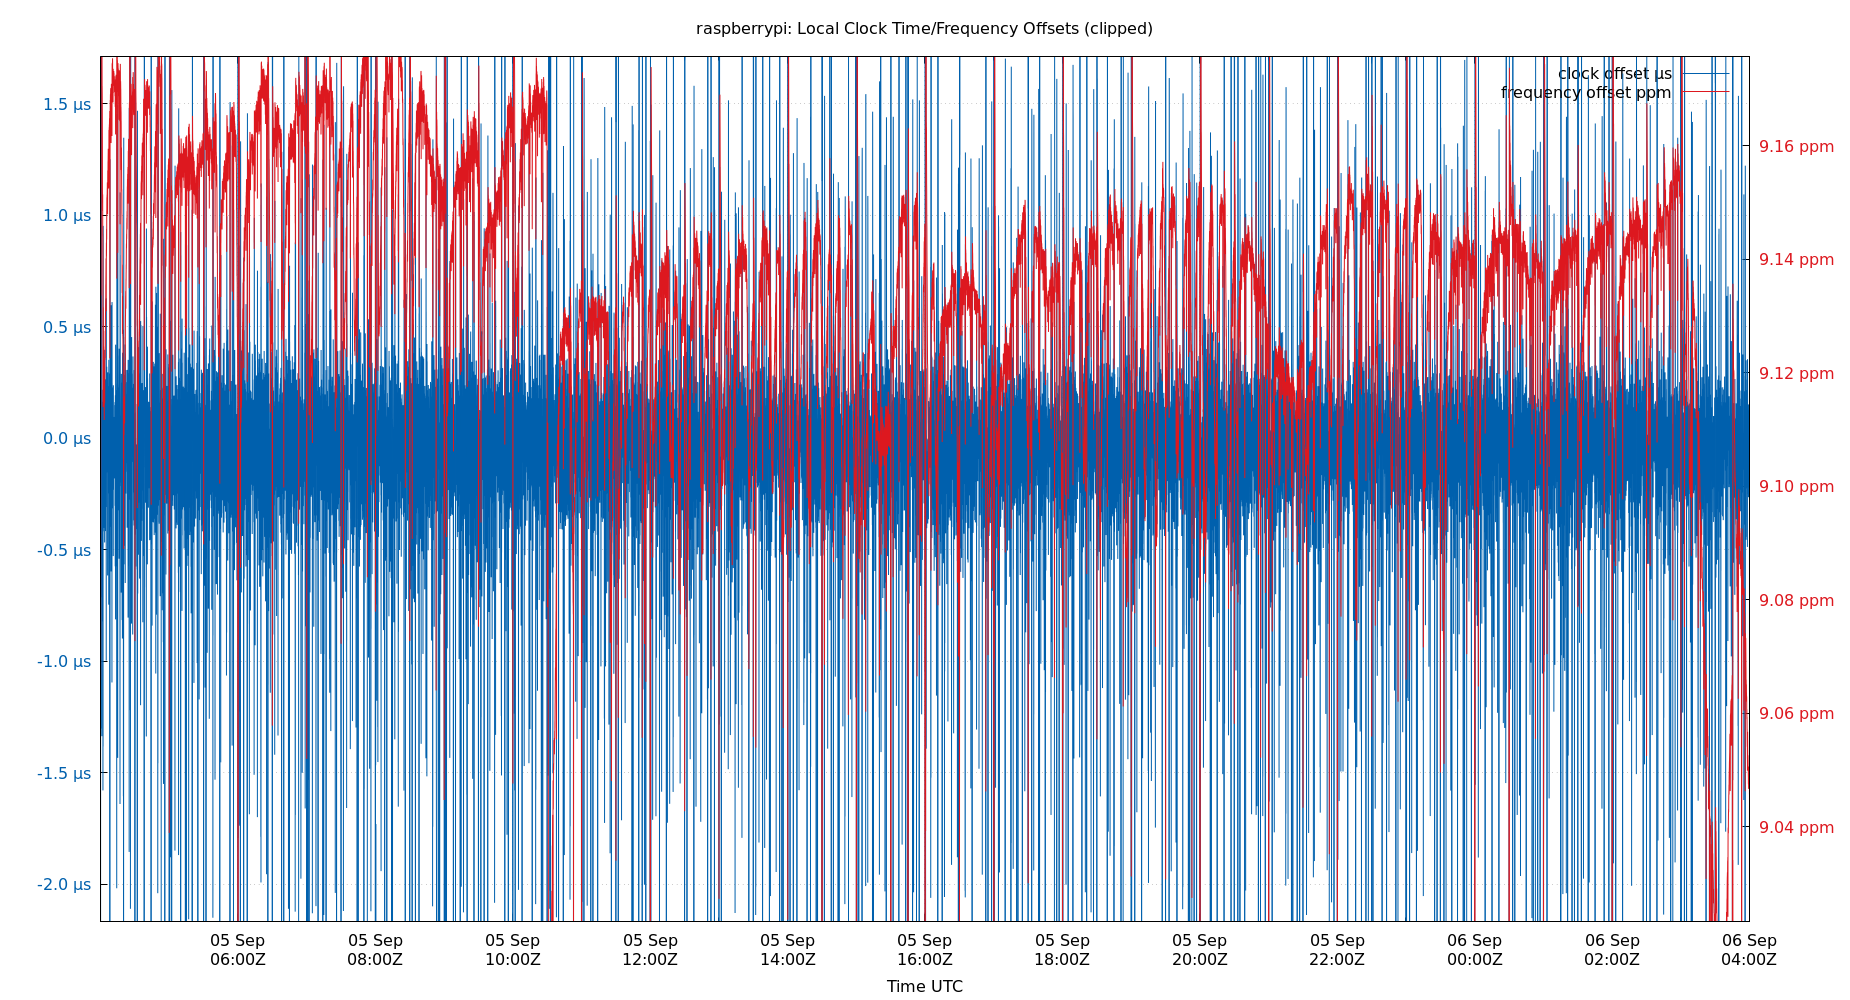 raspberrypi: Local Clock Time/Frequency Offsets (clipped)
clock offset µs
frequency offset ppm
1.5 µs
1.0 µs
0.5 µs
0.0 µs
-0.5 µs
-1.0 µs
-1.5 µs
-2.0 µs
9.16 ppm
9.14 ppm
9.12 ppm
9.10 ppm
9.08 ppm
9.06 ppm
9.04 ppm
05 Sep 05 Sep 05 Sep 05 Sep 05 Sep 05 Sep 05 Sep 05 Sep 05 Sep 06 Sep 06 Sep 06 Sep
06:00Z 08:00Z 10:00Z 12:00Z 14:00Z 16:00Z 18:00Z 20:00Z 22:00Z 00:00Z 02:00Z 04:00Z
Time UTC